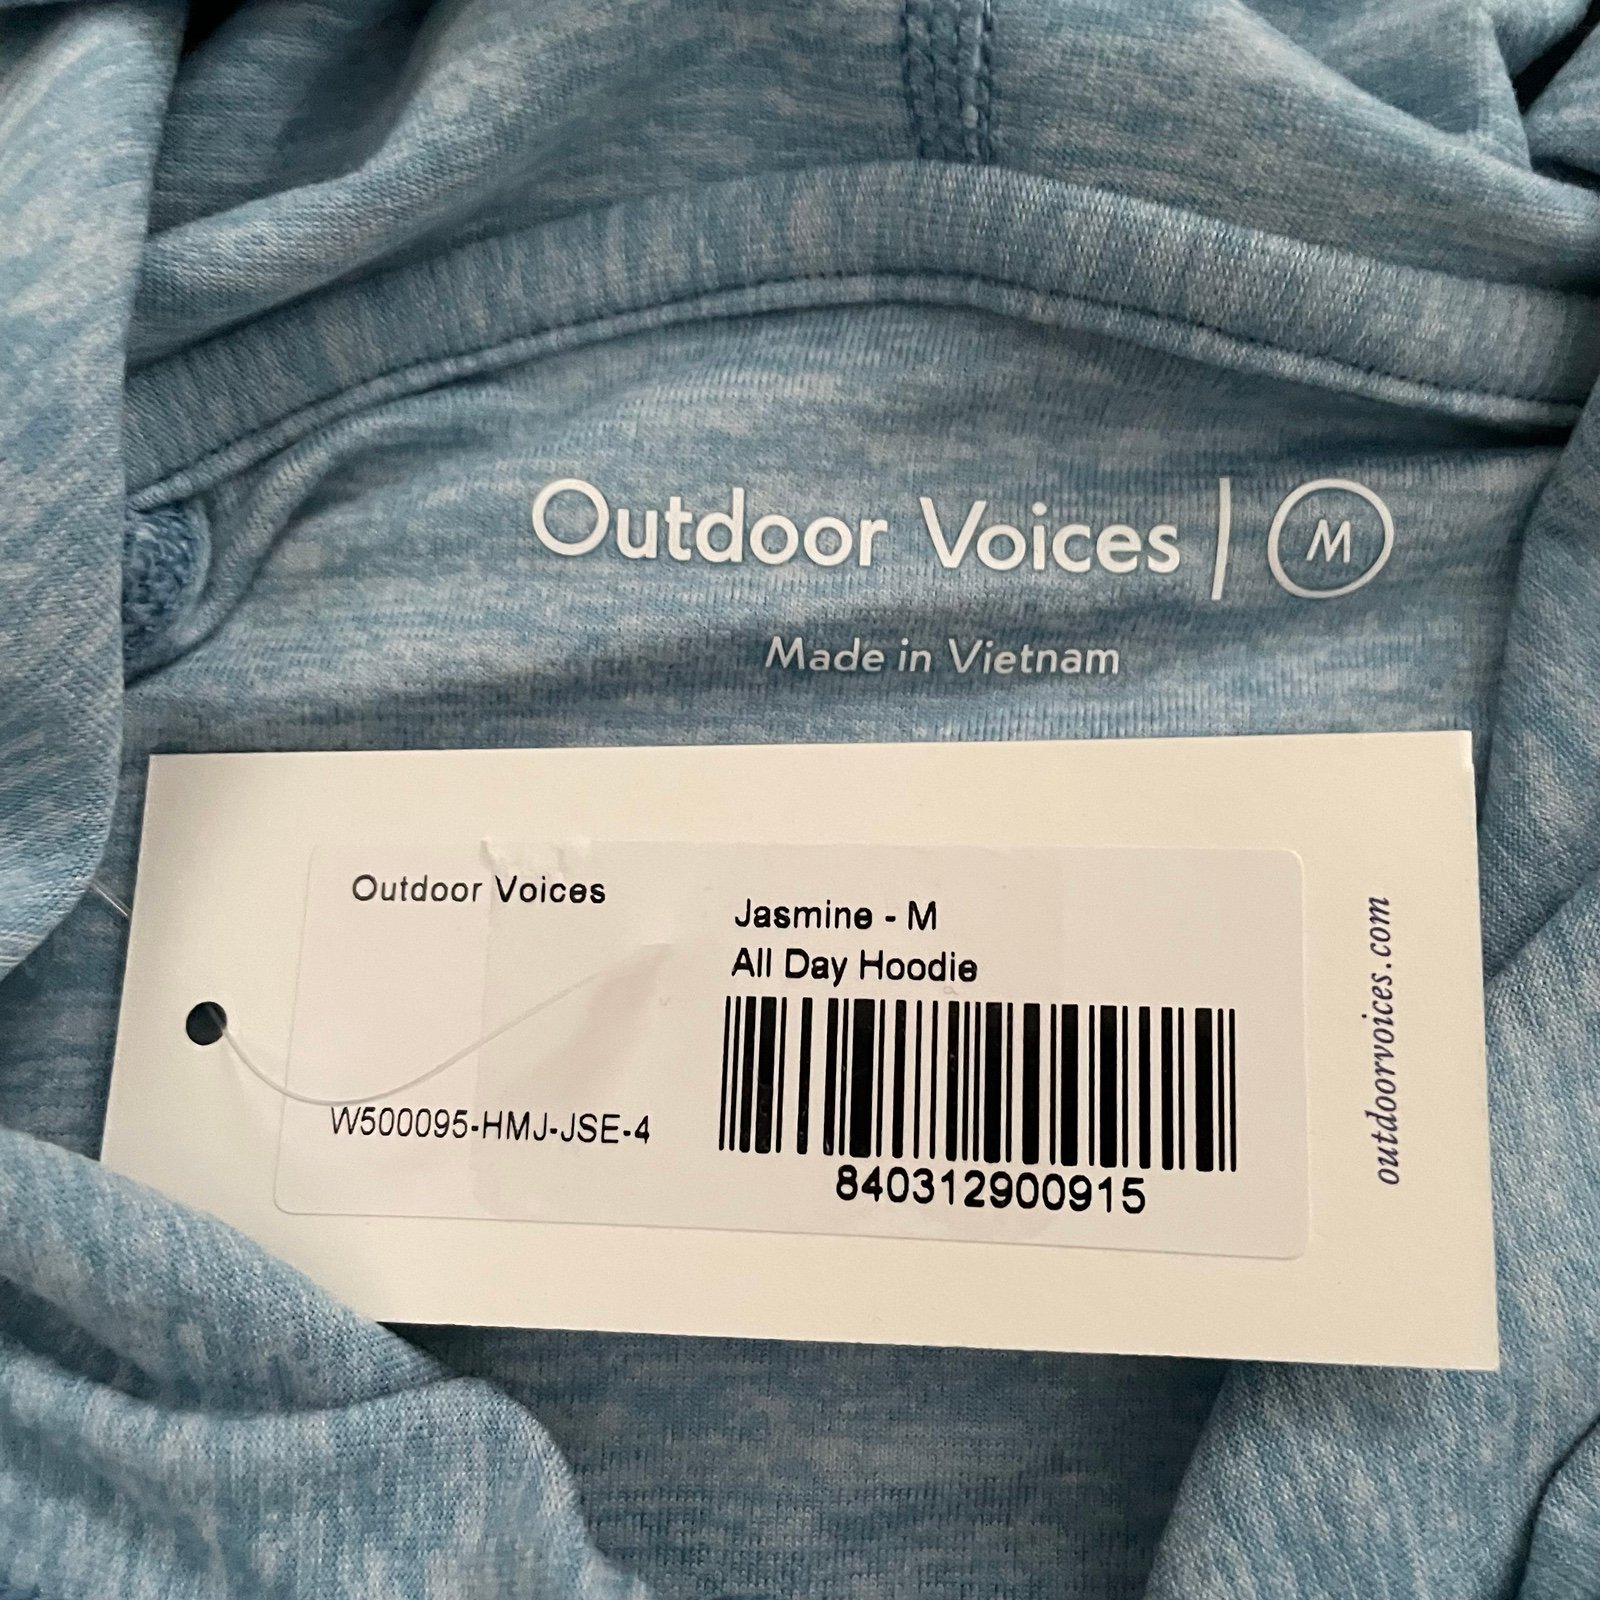 Outdoor Voices | M
Made in Vietnam
Outdoor Voices
Jasmine - M
All Day Hoodie
W500095-HMJ-JSE-4
840312900915
outdoorvoices.com